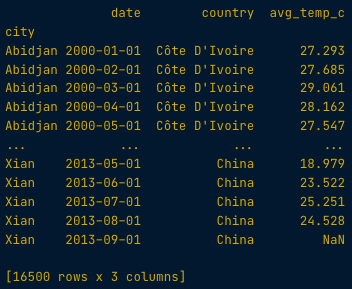 date country avg_temp_c
city
Abidjan 2000-01-01 Côte D'Ivoire 27.293
Abidjan 2000-02-01 Côte D'Ivoire 27.685
Abidjan 2000-03-01 Côte D'Ivoire 29.061
Abidjan 2000-04-01 Côte D'Ivoire 28.162
Abidjan 2000-05-01 Côte D'Ivoire 27.547
... ... ... ...
Xian 2013-05-01 China 18.979
Xian 2013-06-01 China 23.522
Xian 2013-07-01 China 25.251
Xian 2013-08-01 China 24.528
Xian 2013-09-01 China NaN
[16500 rows x 3 columns]